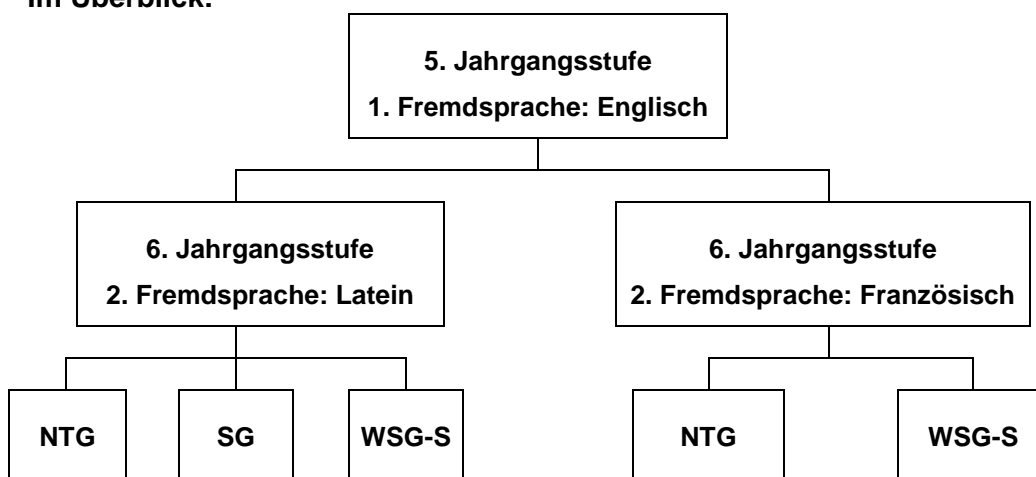 Im Überblick:
5. Jahrgangsstufe
1. Fremdsprache: Englisch
6. Jahrgangsstufe
2. Fremdsprache: Latein
6. Jahrgangsstufe
2. Fremdsprache: Französisch
NTG
SG
WSG-S
NTG
WSG-S